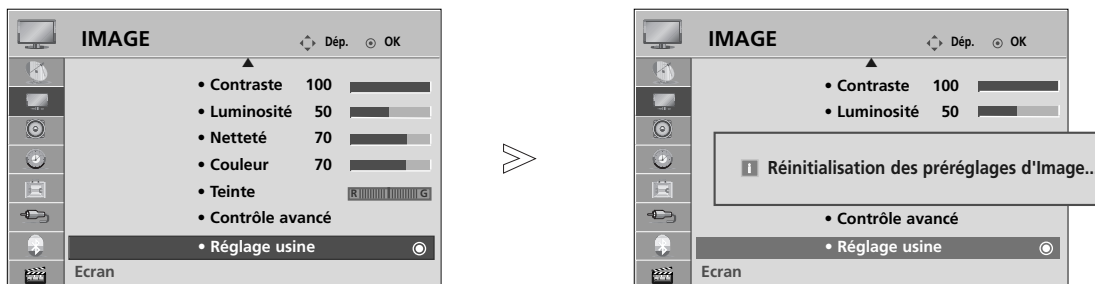 IMAGE
Dép. OK
• Contraste 100
• Luminosité 50
• Netteté 70
• Couleur 70
• Teinte R G
• Contrôle avancé
• Réglage usine
Ecran
IMAGE
Dép. OK
• Contraste 100
• Luminosité 50
Réinitialisation des préréglages d'Image...
• Contrôle avancé
• Réglage usine
Ecran